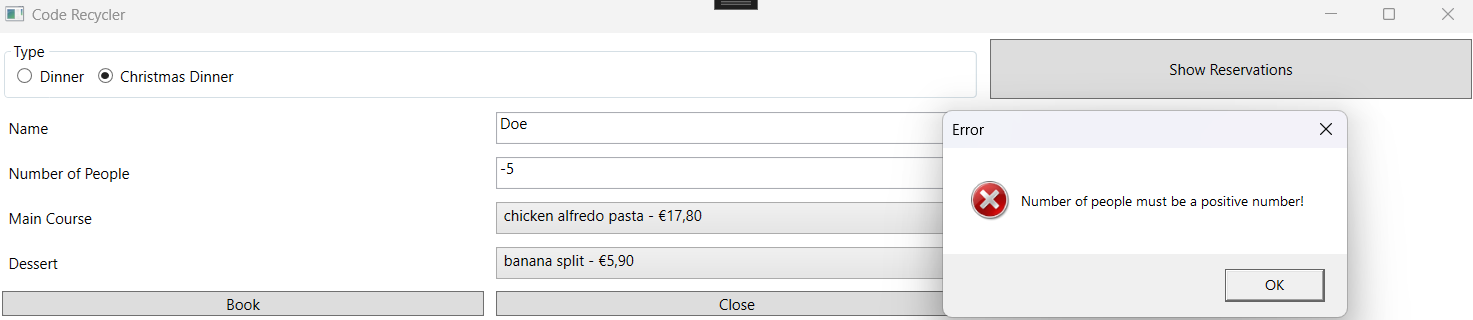 Code Recycler
Type
Dinner Christmas Dinner
Show Reservations
Name
Doe
Number of People
-5
Main Course
chicken alfredo pasta - €17,80
Dessert
banana split - €5,90
Book
Close
Error
Number of people must be a positive number!
OK